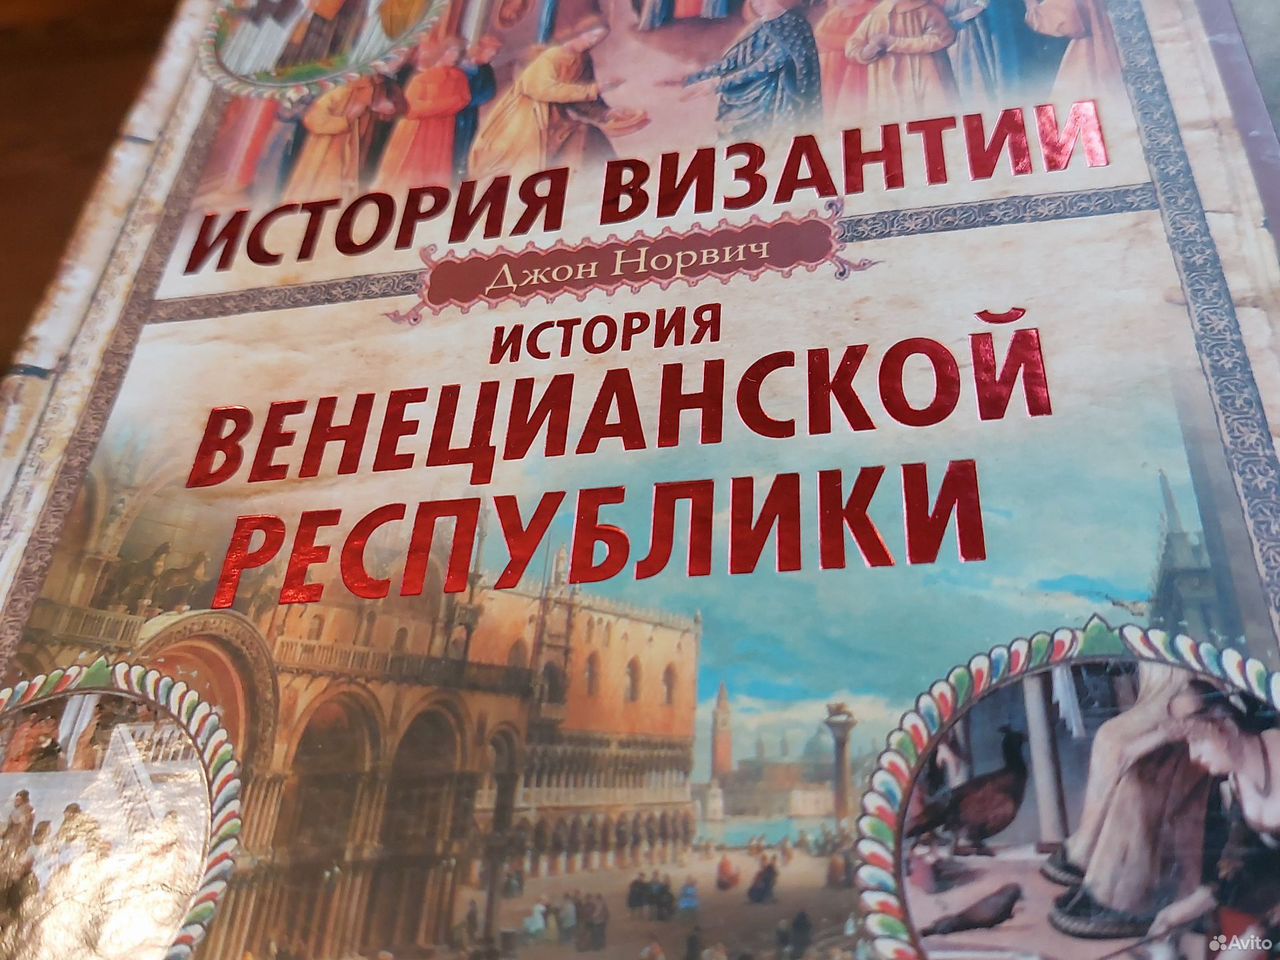 ИСТОРИЯ ВИЗАНТИИ
Джон Норвич
ИСТОРИЯ
ВЕНЕЦИАНСКОЙ
РЕСПУБЛИКИ
Avito